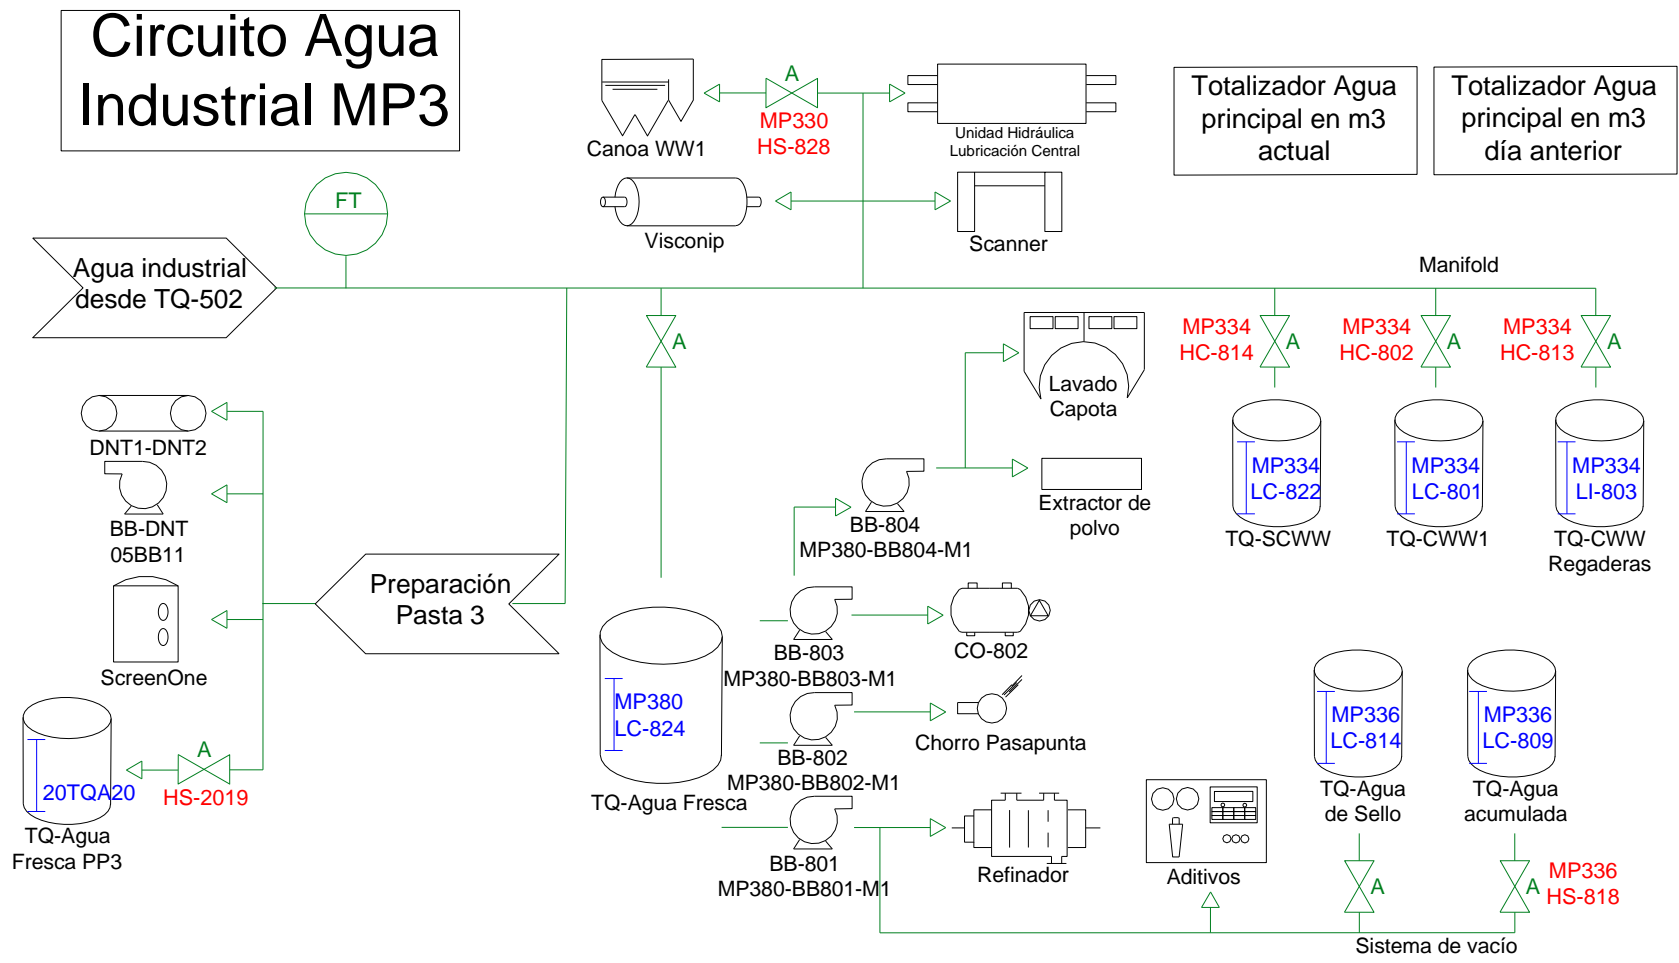 Circuito Agua
Industrial MP3
A
MP330
HS-828
Canoa WW1
Unidad Hidráulica
Lubricación Central
Totalizador Agua
principal en m3
actual
Totalizador Agua
principal en m3
día anterior
FT
Visconip
Scanner
Agua industrial
desde TQ-502
Manifold
A
MP334
HC-814
A
MP334
HC-802
A
MP334
HC-813
A
Lavado
Capota
DNT1-DNT2
BB-DNT
05BB11
BB-804
MP380-BB804-M1
Extractor de
polvo
MP334
LC-822
TQ-SCWW
MP334
LC-801
TQ-CWW1
MP334
LI-803
TQ-CWW
Regaderas
Preparación
Pasta 3
ScreenOne
BB-803
MP380-BB803-M1
CO-802
MP380
LC-824
TQ-Agua Fresca
BB-802
MP380-BB802-M1
Chorro Pasapunta
MP336
LC-814
TQ-Agua
de Sello
MP336
LC-809
TQ-Agua
acumulada
20TQA20
TQ-Agua
Fresca PP3
A
HS-2019
BB-801
MP380-BB801-M1
Refinador
Aditivos
A
A
MP336
HS-818
Sistema de vacío